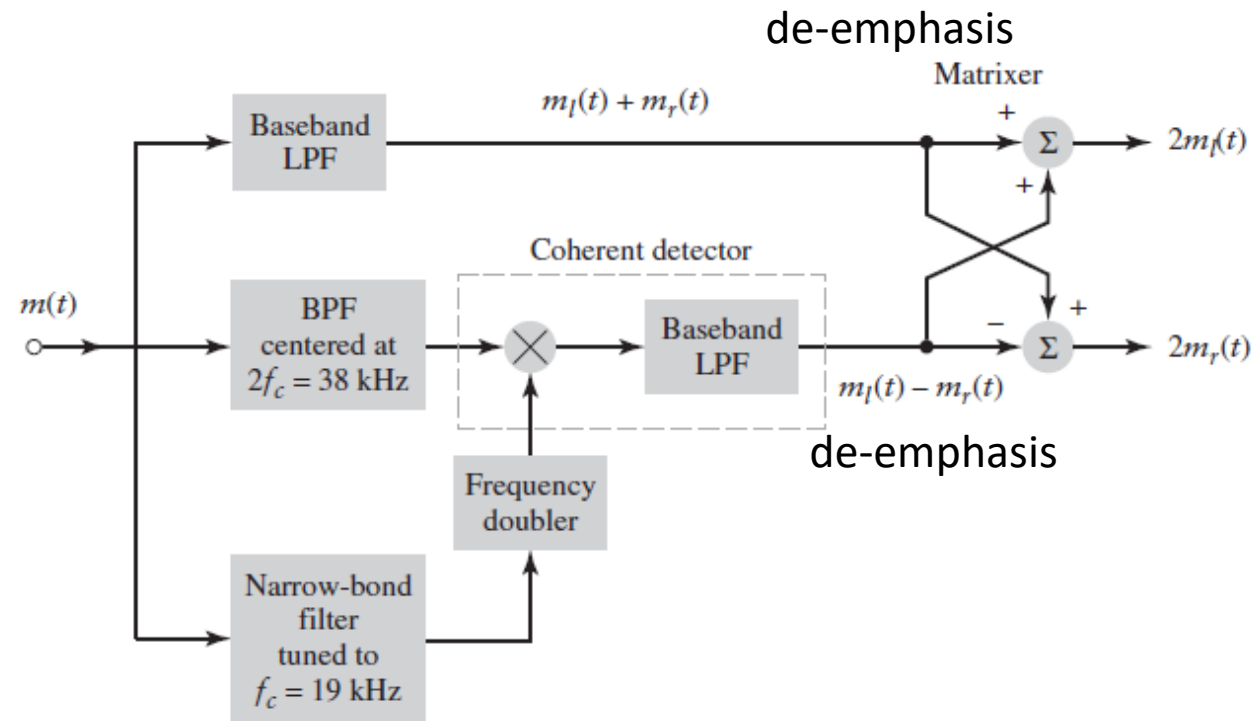 de-emphasis
Matrixer
m_l(t) + m_r(t)
Baseband
LPF
+
Σ
2m_l(t)
+
Coherent detector
m(t)
BPF
centered at
2f_c = 38 kHz
Baseband
LPF
+
−
Σ
2m_r(t)
m_l(t) – m_r(t)
de-emphasis
Frequency
doubler
Narrow-bond
filter
tuned to
f_c = 19 kHz